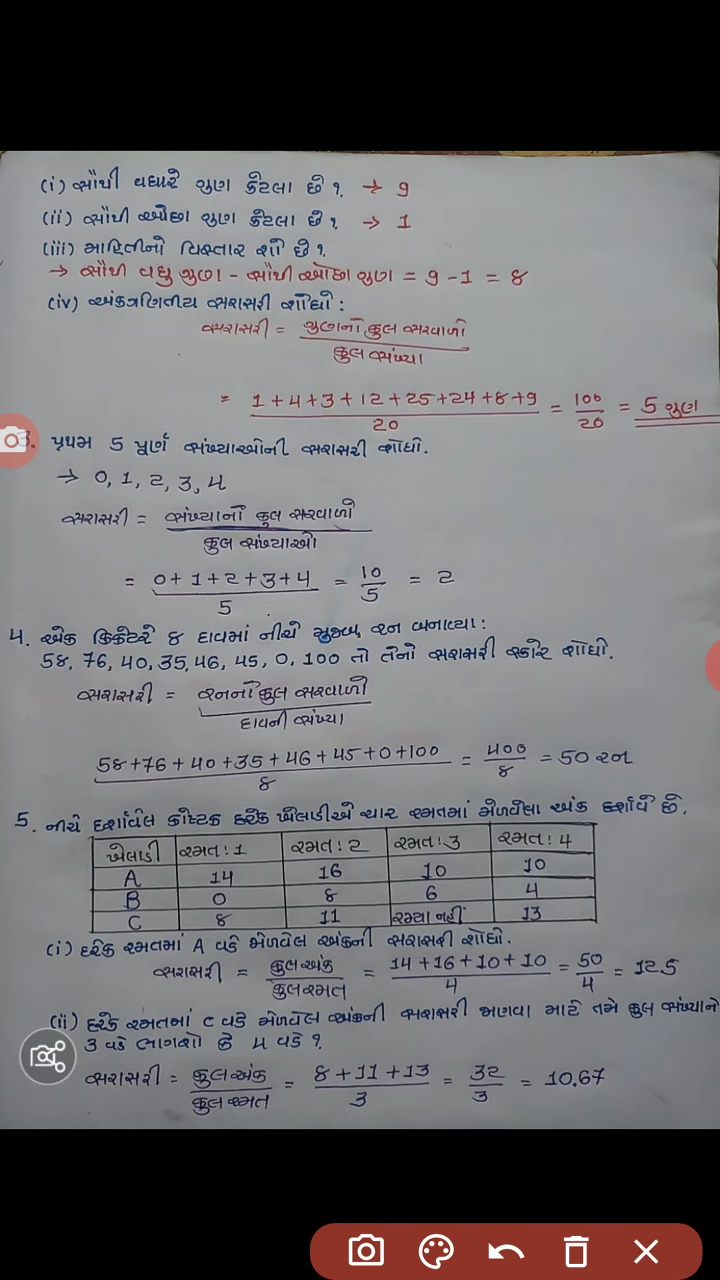 (i) સૌથી વધારે ગુણ કેટલા છે ? → 9
(ii) સૌથી ઓછા ગુણ કેટલા છે ? → 1
(iii) માહિતીનો વિસ્તાર શો છે ?
→ સૌથી વધુ ગુણ - સૌથી ઓછા ગુણ = 9 - 1 = 8
(iv) અંકગણિતીય સરાસરી શોધો :
સરાસરી = ગુણનો કુલ સરવાળો
કુલ સંખ્યા
= 1 + 4 + 3 + 12 + 25 + 24 + 8 + 9 = 100 = 5 ગુણ
20 20
3. પ્રથમ 5 પૂર્ણ સંખ્યાઓની સરાસરી શોધો.
→ 0, 1, 2, 3, 4
સરાસરી = સંખ્યાનો કુલ સરવાળો
કુલ સંખ્યાઓ
= 0 + 1 + 2 + 3 + 4 = 10 = 2
5 5
4. એક ક્રિકેટરે 8 દાવમાં નીચે મુજબ રન બનાવ્યા :
58, 76, 40, 35, 46, 45, 0, 100 તો તેનો સરાસરી સ્કોર શોધો.
સરાસરી = રનનો કુલ સરવાળો
દાવની સંખ્યા
58 + 76 + 40 + 35 + 46 + 45 + 0 + 100 = 400 = 50 રન
8 8
5. નીચે દર્શાવેલ કોષ્ટક દરેક ખેલાડીએ ચાર રમતમાં મેળવેલા અંક દર્શાવે છે.
ખેલાડી રમત : 1 રમત : 2 રમત : 3 રમત : 4
A 14 16 10 10
B 0 8 6 4
C 8 11 રમ્યા નહીં 13
(i) દરેક રમતમાં A વડે મેળવેલ અંકની સરાસરી શોધો.
સરાસરી = કુલ અંક = 14 + 16 + 10 + 10 = 50 = 12.5
કુલ રમત 4 4
(ii) દરેક રમતમાં C વડે મેળવેલ અંકની સરાસરી મેળવવા માટે તમે કુલ સંખ્યાને
3 વડે ભાગશો કે 4 વડે ?
સરાસરી = કુલ અંક = 8 + 11 + 13 = 32 = 10.67
કુલ રમત 3 3